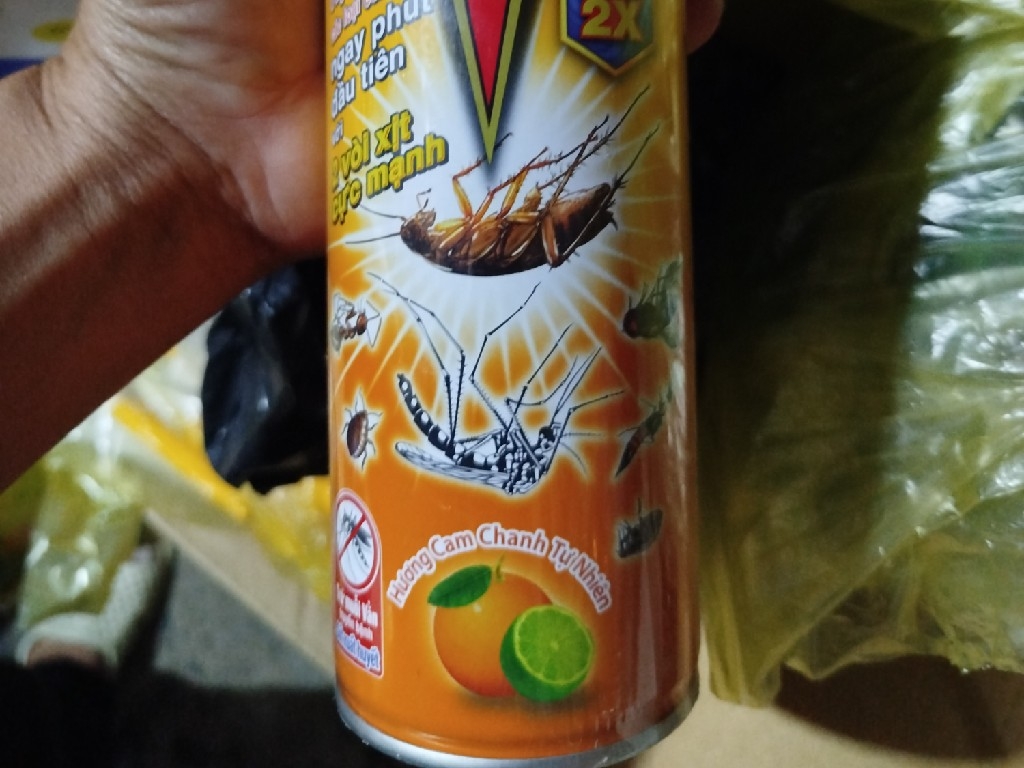 ngay phút
đầu tiên
vòi xịt
cực mạnh
2X
Hương Cam Chanh Tự Nhiên